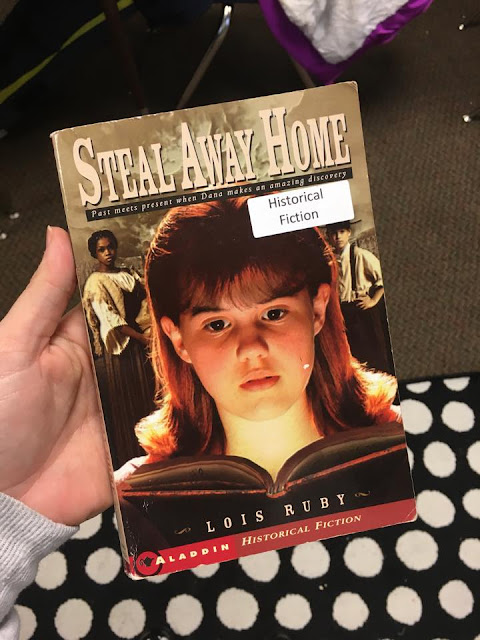 STEAL AWAY HOME
Past meets present when Dana makes an amazing discovery
Historical
Fiction
LOIS RUBY
ALADDIN HISTORICAL FICTION